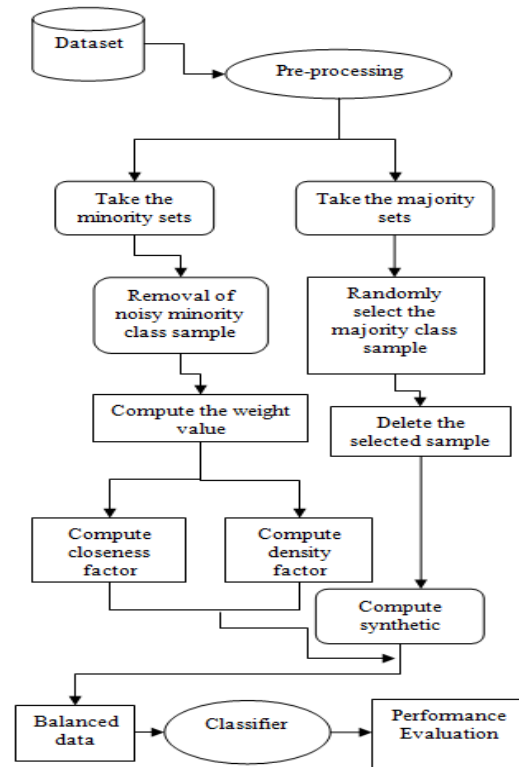 Dataset
Pre-processing
Take the
minority sets
Take the majority
sets
Removal of
noisy minority
class sample
Randomly
select the
majority class
sample
Compute the weight
value
Delete the
selected sample
Compute
closeness
factor
Compute
density
factor
Compute
synthetic
Balanced
data
Classifier
Performance
Evaluation